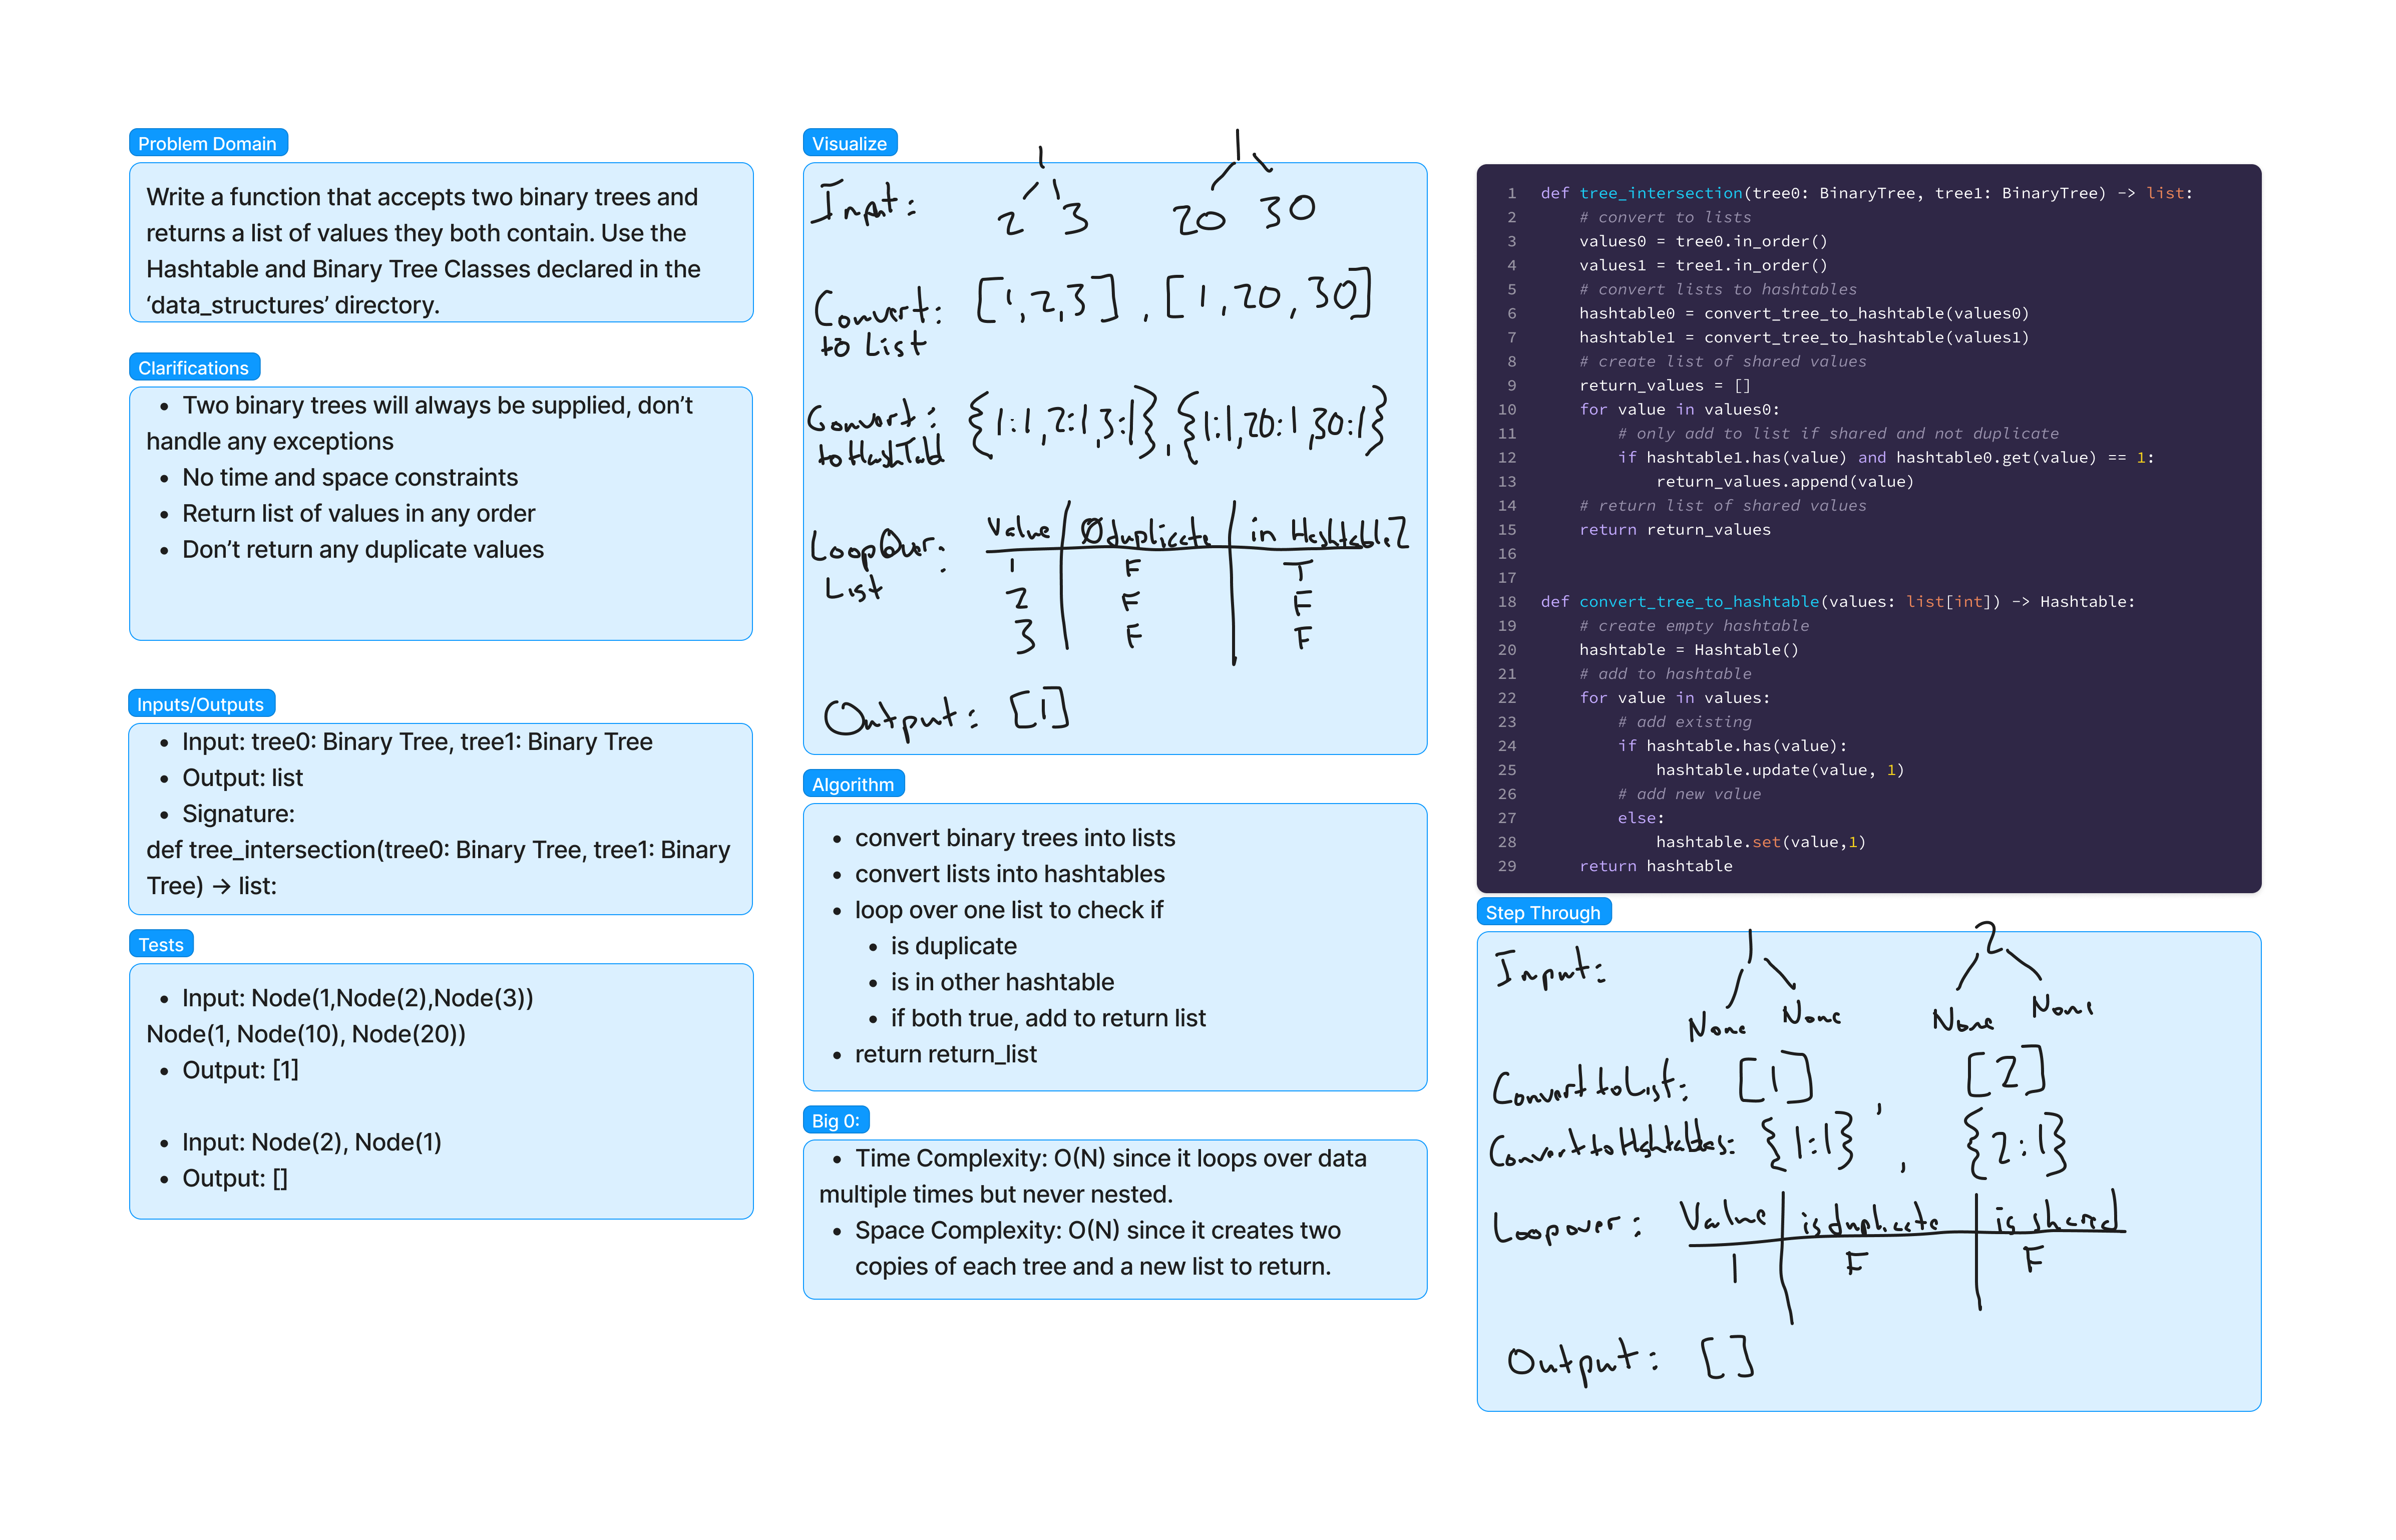 Problem Domain
Write a function that accepts two binary trees and
returns a list of values they both contain. Use the
Hashtable and Binary Tree Classes declared in the
‘data_structures’ directory.
Clarifications
• Two binary trees will always be supplied, don’t
handle any exceptions
• No time and space constraints
• Return list of values in any order
• Don’t return any duplicate values
Inputs/Outputs
• Input: tree0: Binary Tree, tree1: Binary Tree
• Output: list
• Signature:
def tree_intersection(tree0: Binary Tree, tree1: Binary
Tree) → list:
Tests
• Input: Node(1,Node(2),Node(3))
Node(1, Node(10), Node(20))
• Output: [1]
• Input: Node(2), Node(1)
• Output: []
Visualize
1 1
Input: 2 3 20 30
Convert: [1,2,3] , [1,20,30]
to List
Convert: {1:1,2:1,3:1} , {1:1,20:1,30:1}
to HashTabl
Value Øduplicate in Hashtable2
LoopOver: 1 F T
List 2 F F
3 F F
Output: [1]
Algorithm
• convert binary trees into lists
• convert lists into hashtables
• loop over one list to check if
• is duplicate
• is in other hashtable
• if both true, add to return list
• return return_list
Big 0:
• Time Complexity: O(N) since it loops over data
multiple times but never nested.
• Space Complexity: O(N) since it creates two
copies of each tree and a new list to return.
1 def tree_intersection(tree0: BinaryTree, tree1: BinaryTree) -> list:
2 # convert to lists
3 values0 = tree0.in_order()
4 values1 = tree1.in_order()
5 # convert lists to hashtables
6 hashtable0 = convert_tree_to_hashtable(values0)
7 hashtable1 = convert_tree_to_hashtable(values1)
8 # create list of shared values
9 return_values = []
10 for value in values0:
11 # only add to list if shared and not duplicate
12 if hashtable1.has(value) and hashtable0.get(value) == 1:
13 return_values.append(value)
14 # return list of shared values
15 return return_values
16
17
18 def convert_tree_to_hashtable(values: list[int]) -> Hashtable:
19 # create empty hashtable
20 hashtable = Hashtable()
21 # add to hashtable
22 for value in values:
23 # add existing
24 if hashtable.has(value):
25 hashtable.update(value, 1)
26 # add new value
27 else:
28 hashtable.set(value,1)
29 return hashtable
Step Through
1 2
Input:
None None None None
Convert to List: [1] , [2]
Convert to : {1:1} , {2:1}
Loop over: Value is duplicate is shared
1 F F
Output: []